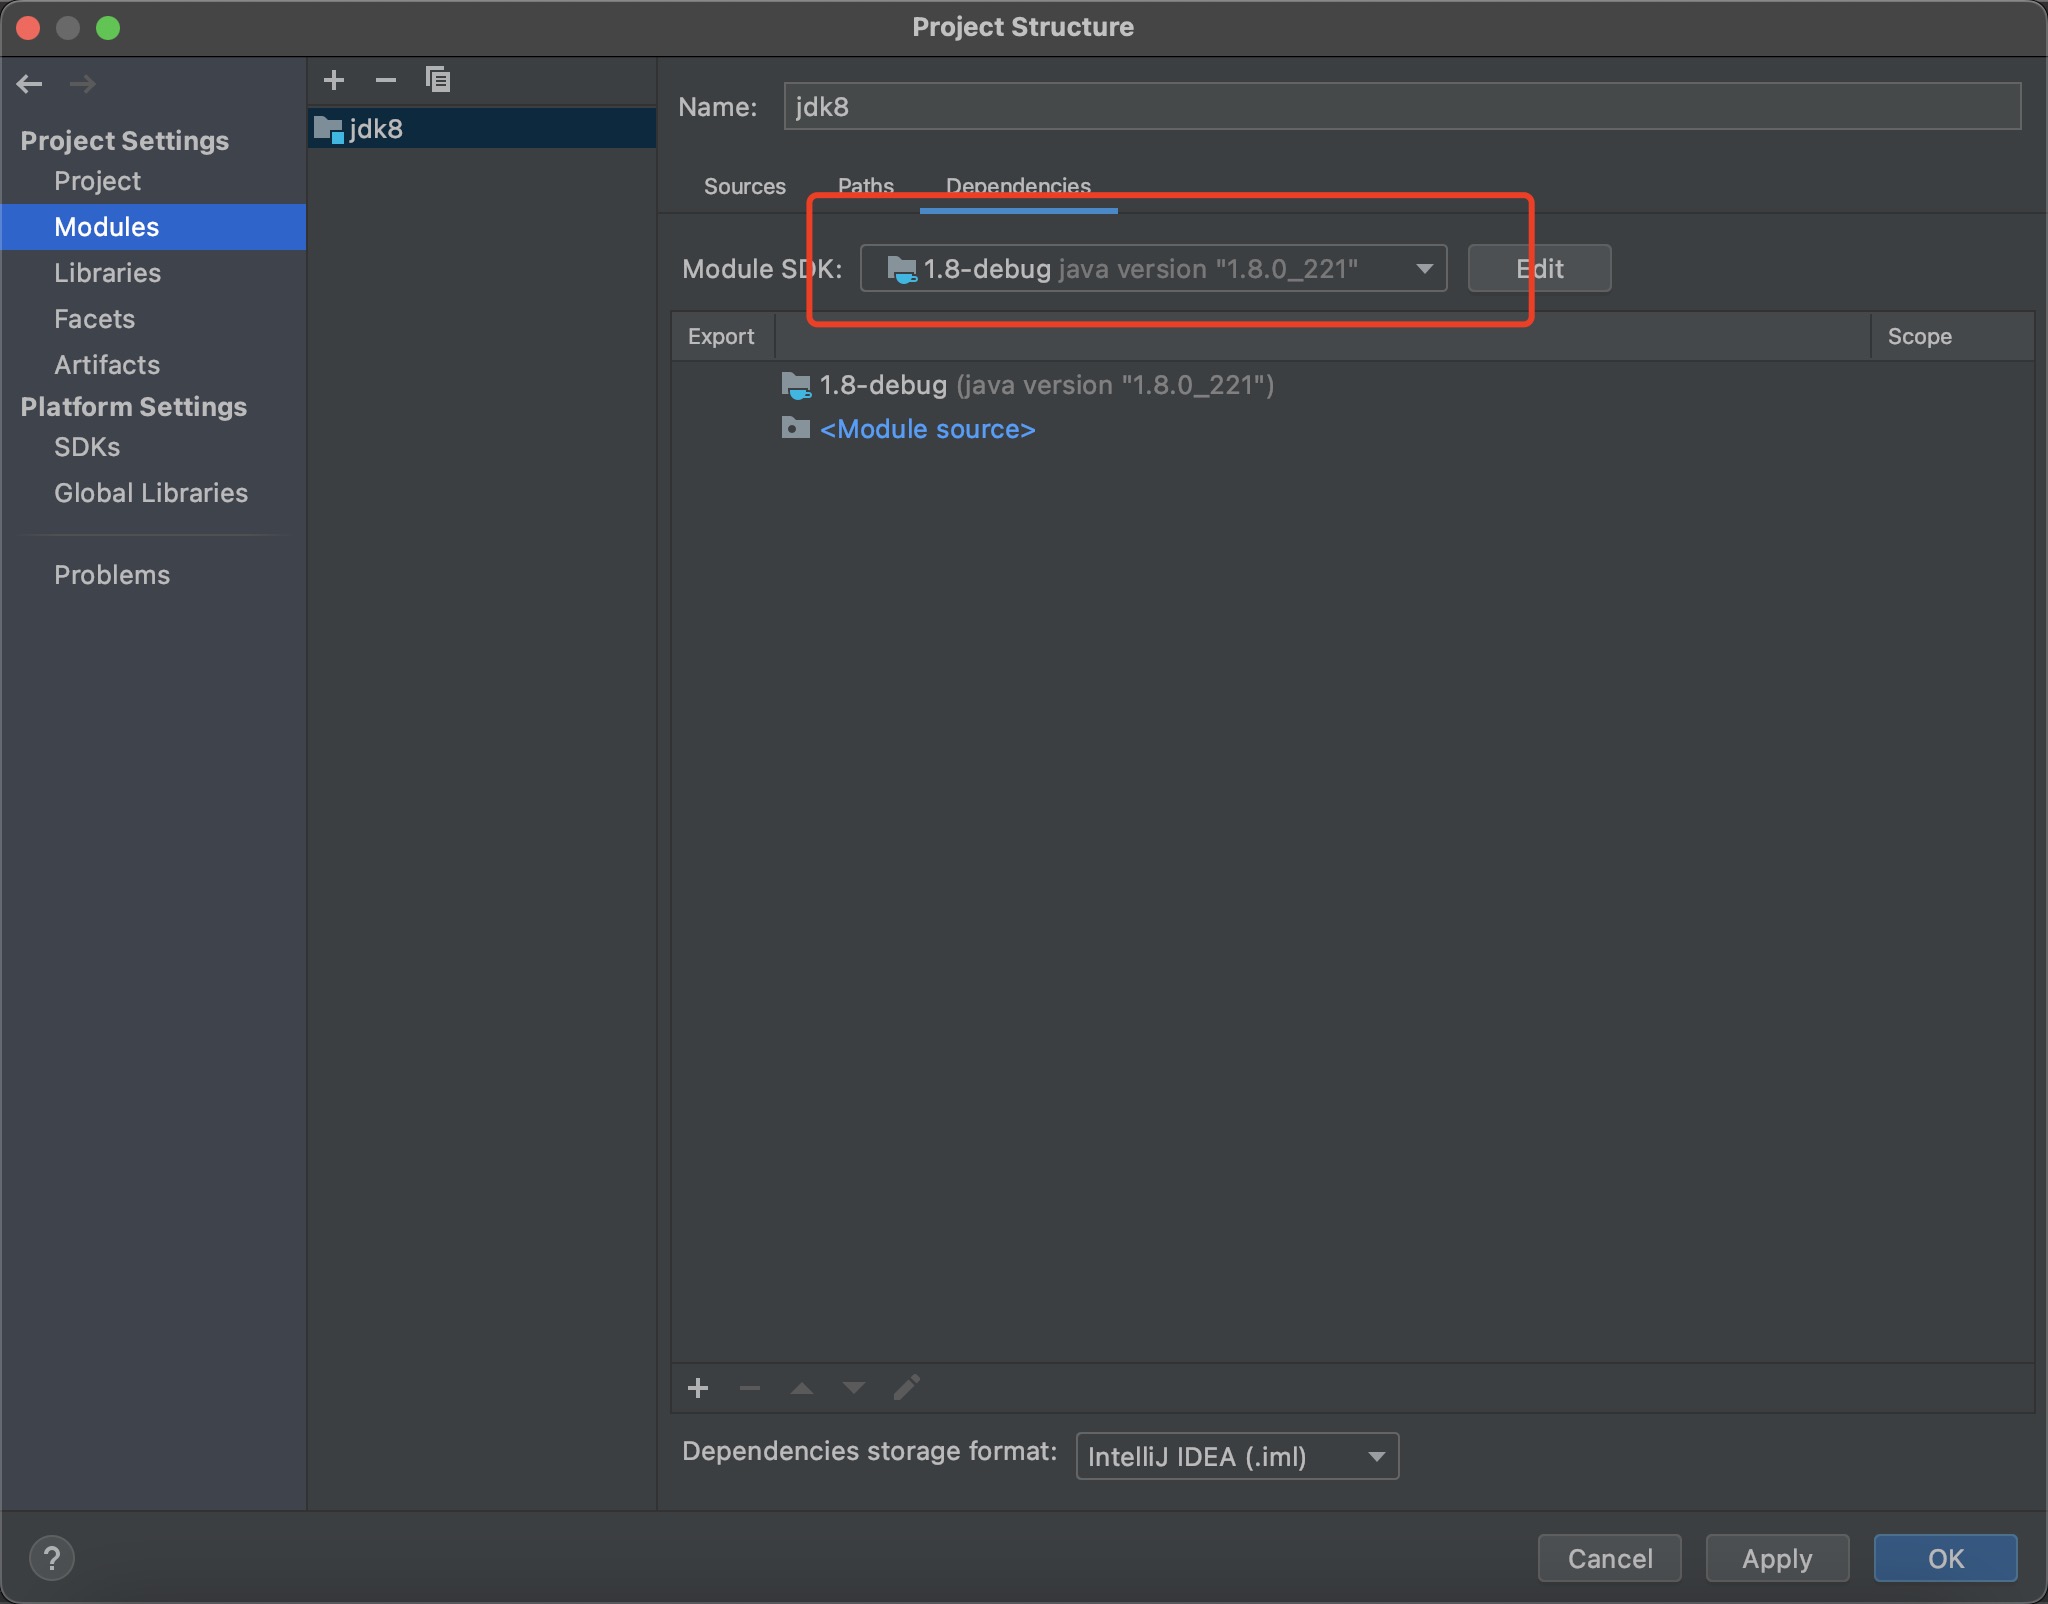 Project Structure
Project Settings
Project
Modules
Libraries
Facets
Artifacts
Platform Settings
SDKs
Global Libraries
Problems
jdk8
Name: jdk8
Sources Paths Dependencies
Module SDK: 1.8-debug java version "1.8.0_221" Edit
Export Scope
1.8-debug (java version "1.8.0_221")
<Module source>
Dependencies storage format: IntelliJ IDEA (.iml)
? Cancel Apply OK